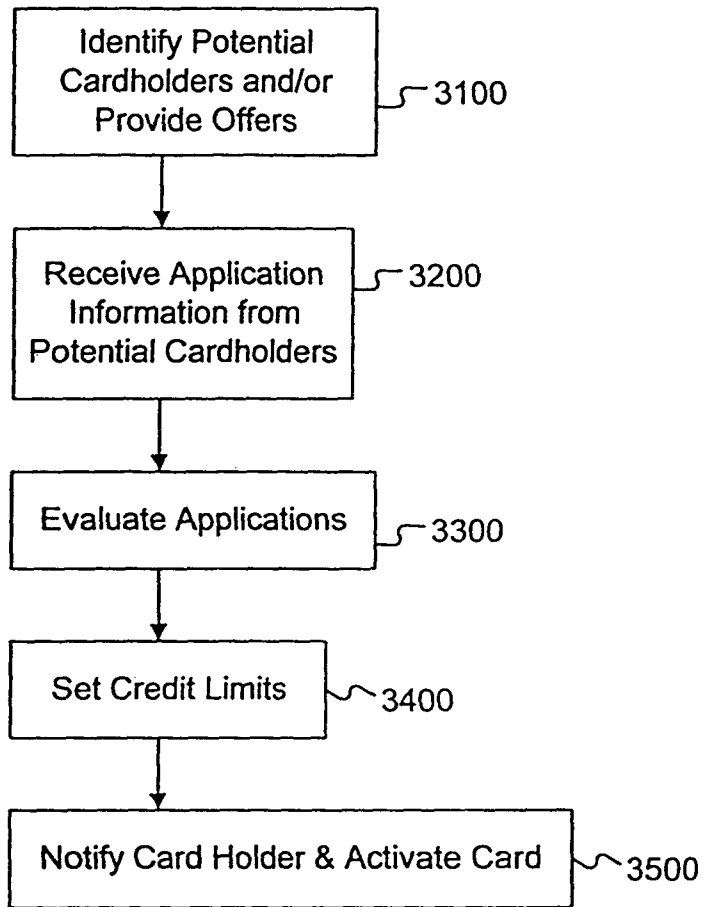 Identify Potential
Cardholders and/or
Provide Offers
3100
Receive Application
Information from
Potential Cardholders
3200
Evaluate Applications
3300
Set Credit Limits
3400
Notify Card Holder & Activate Card
3500